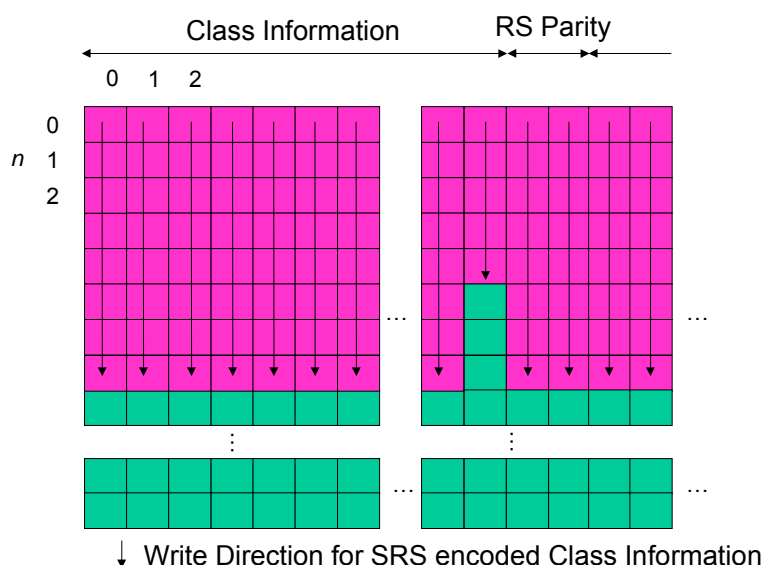 Class Information RS Parity
0 1 2
0
n 1
2
... ...
⋮ ⋮
... ...
Write Direction for SRS encoded Class Information